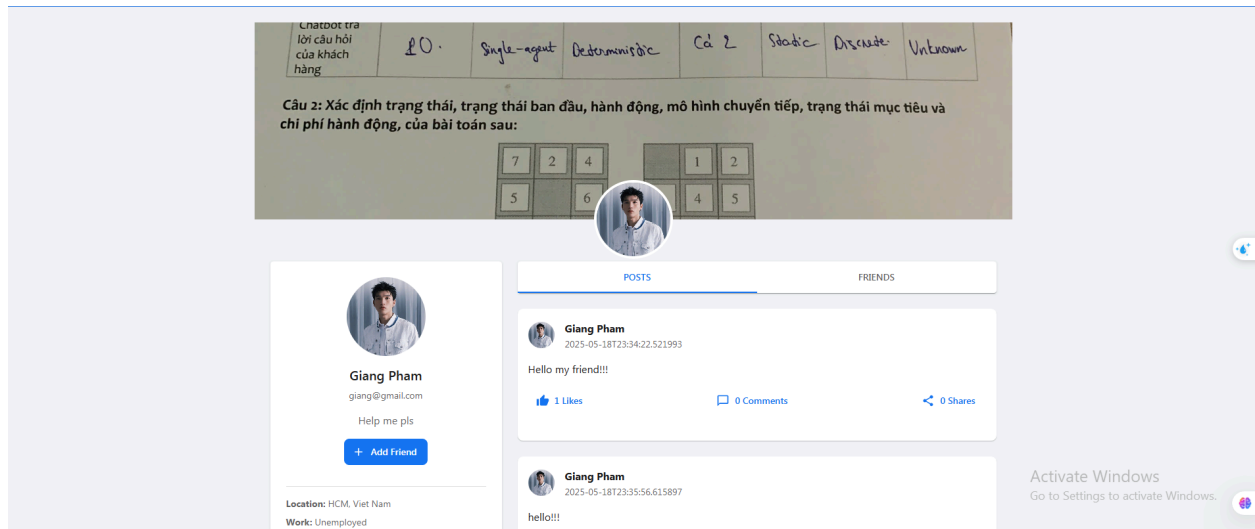 Chatbot trả
lời câu hỏi
của khách
hàng
10.
Single-agent
Deterministic
Cả 2
Static
Discrete
Unknown
Câu 2: Xác định trạng thái, trạng thái ban đầu, hành động, mô hình chuyển tiếp, trạng thái mục tiêu và
chi phí hành động, của bài toán sau:
7 2 4
1 2
5 6
4 5
POSTS
FRIENDS
Giang Pham
giang@gmail.com
Help me pls
+ Add Friend
Location: HCM, Viet Nam
Work: Unemployed
Giang Pham
2025-05-18T23:34:22.521993
Hello my friend!!!
1 Likes
0 Comments
0 Shares
Giang Pham
2025-05-18T23:35:56.615897
hello!!!
Activate Windows
Go to Settings to activate Windows.